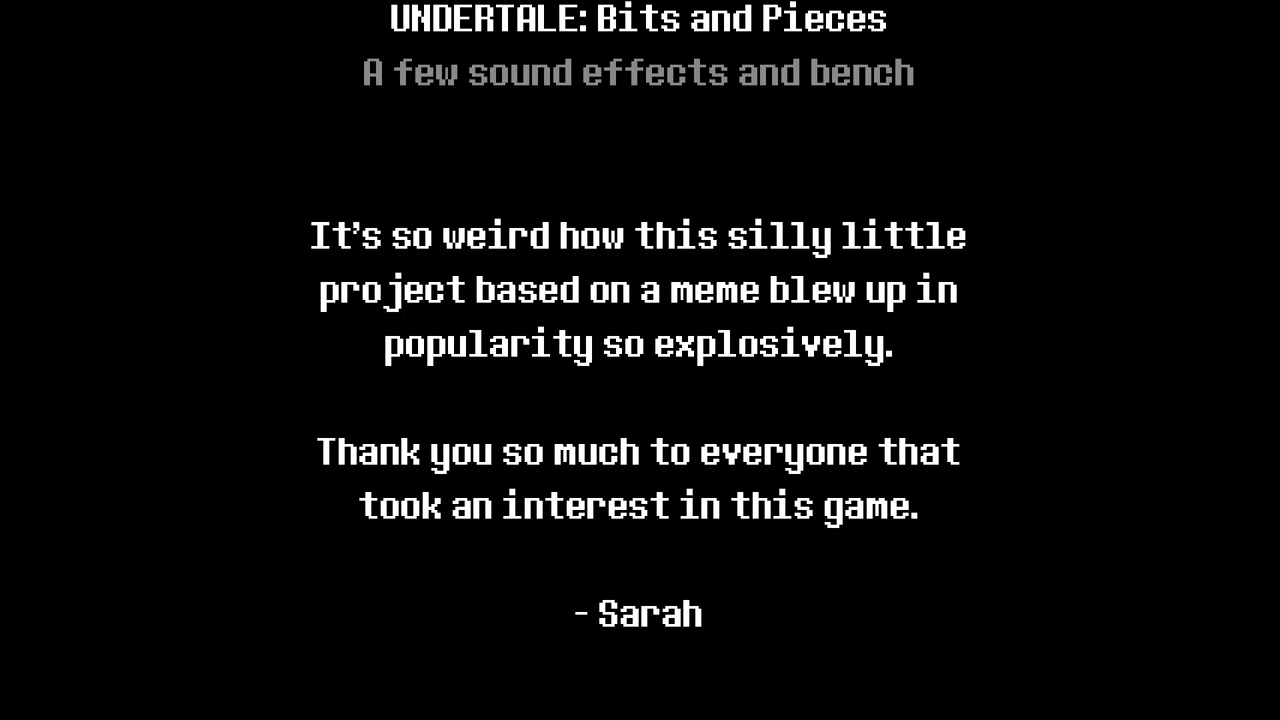 UNDERTALE: Bits and Pieces
A few sound effects and bench
It's so weird how this silly little
project based on a meme blew up in
popularity so explosively.
Thank you so much to everyone that
took an interest in this game.
- Sarah